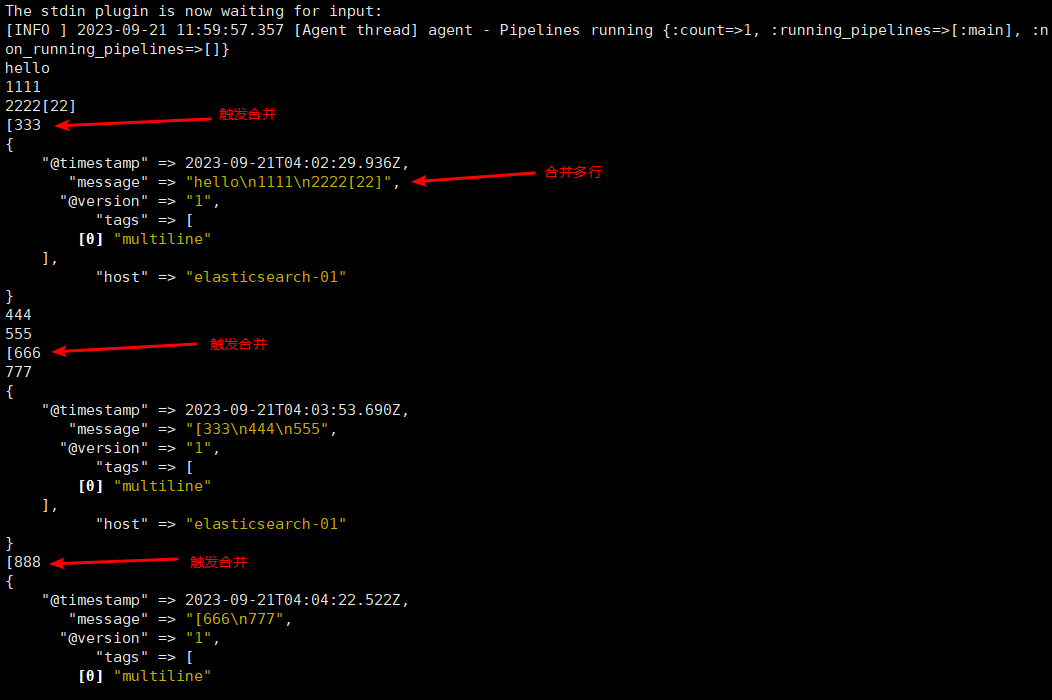 The stdin plugin is now waiting for input:
[INFO ] 2023-09-21 11:59:57.357 [Agent thread] agent - Pipelines running {:count=>1, :running_pipelines=>[:main], :n
on_running_pipelines=>[]}
hello
1111
2222[22]
[333 触发合并
{
    "@timestamp" => 2023-09-21T04:02:29.936Z,
       "message" => "hello\n1111\n2222[22]", 合并多行
      "@version" => "1",
          "tags" => [
        [0] "multiline"
    ],
          "host" => "elasticsearch-01"
}
444
555
[666 触发合并
777
{
    "@timestamp" => 2023-09-21T04:03:53.690Z,
       "message" => "[333\n444\n555",
      "@version" => "1",
          "tags" => [
        [0] "multiline"
    ],
          "host" => "elasticsearch-01"
}
[888 触发合并
{
    "@timestamp" => 2023-09-21T04:04:22.522Z,
       "message" => "[666\n777",
      "@version" => "1",
          "tags" => [
        [0] "multiline"